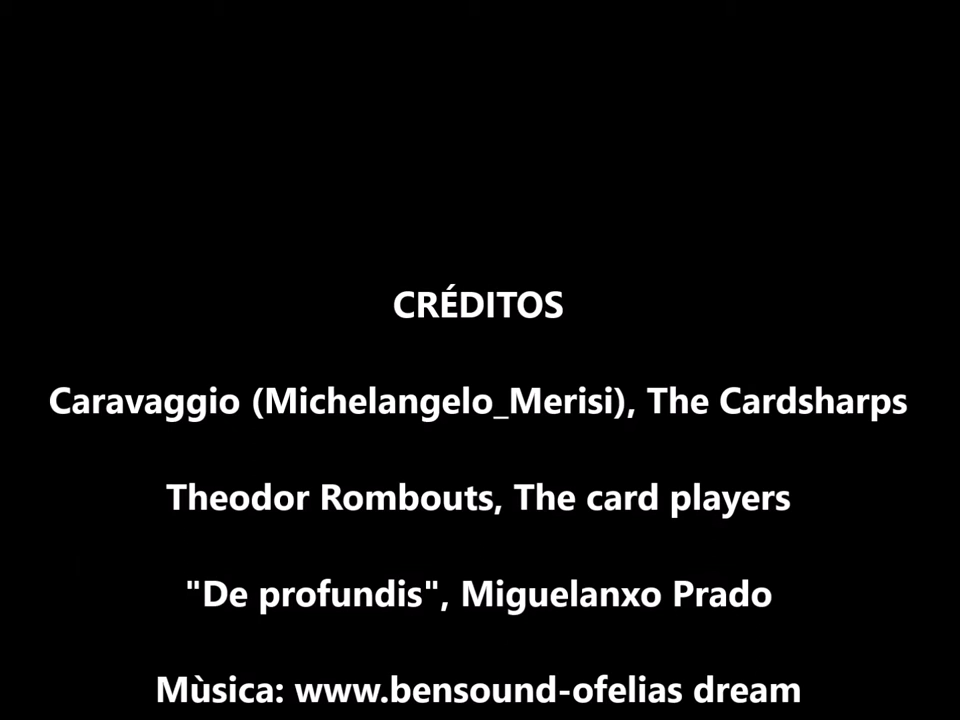 CRÉDITOS
Caravaggio (Michelangelo_Merisi), The Cardsharps
Theodor Rombouts, The card players
"De profundis", Miguelanxo Prado
Mùsica: www.bensound-ofelias dream